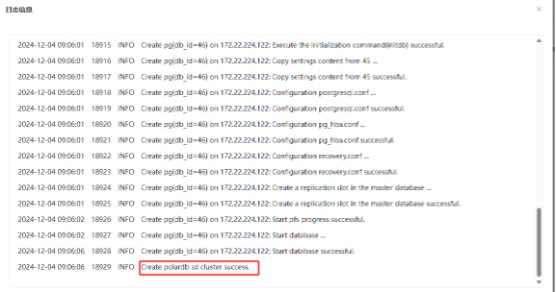 日志信息
2024-12-04 09:06:01 18915 INFO Create pg(db_id=46) on 172.22.224.122: Execute the initialization command(initdb) successful.
2024-12-04 09:06:01 18916 INFO Create pg(db_id=46) on 172.22.224.122: Copy settings content from 45 ...
2024-12-04 09:06:01 18917 INFO Create pg(db_id=46) on 172.22.224.122: Copy settings content from 45 successful.
2024-12-04 09:06:01 18918 INFO Create pg(db_id=46) on 172.22.224.122: Configuration postgresql.conf ...
2024-12-04 09:06:01 18919 INFO Create pg(db_id=46) on 172.22.224.122: Configuration postgresql.conf successful.
2024-12-04 09:06:01 18920 INFO Create pg(db_id=46) on 172.22.224.122: Configuration pg_hba.conf ...
2024-12-04 09:06:01 18921 INFO Create pg(db_id=46) on 172.22.224.122: Configuration pg_hba.conf successful.
2024-12-04 09:06:01 18922 INFO Create pg(db_id=46) on 172.22.224.122: Configuration recovery.conf ...
2024-12-04 09:06:01 18923 INFO Create pg(db_id=46) on 172.22.224.122: Configuration recovery.conf successful.
2024-12-04 09:06:01 18924 INFO Create pg(db_id=46) on 172.22.224.122: Create a replication slot in the master database ...
2024-12-04 09:06:01 18925 INFO Create pg(db_id=46) on 172.22.224.122: Create a replication slot in the master database successful.
2024-12-04 09:06:02 18926 INFO Create pg(db_id=46) on 172.22.224.122: Start pfs progress successful.
2024-12-04 09:06:02 18927 INFO Create pg(db_id=46) on 172.22.224.122: Start database ...
2024-12-04 09:06:06 18928 INFO Create pg(db_id=46) on 172.22.224.122: Start database successful.
2024-12-04 09:06:06 18929 INFO Create polardb sd cluster success.